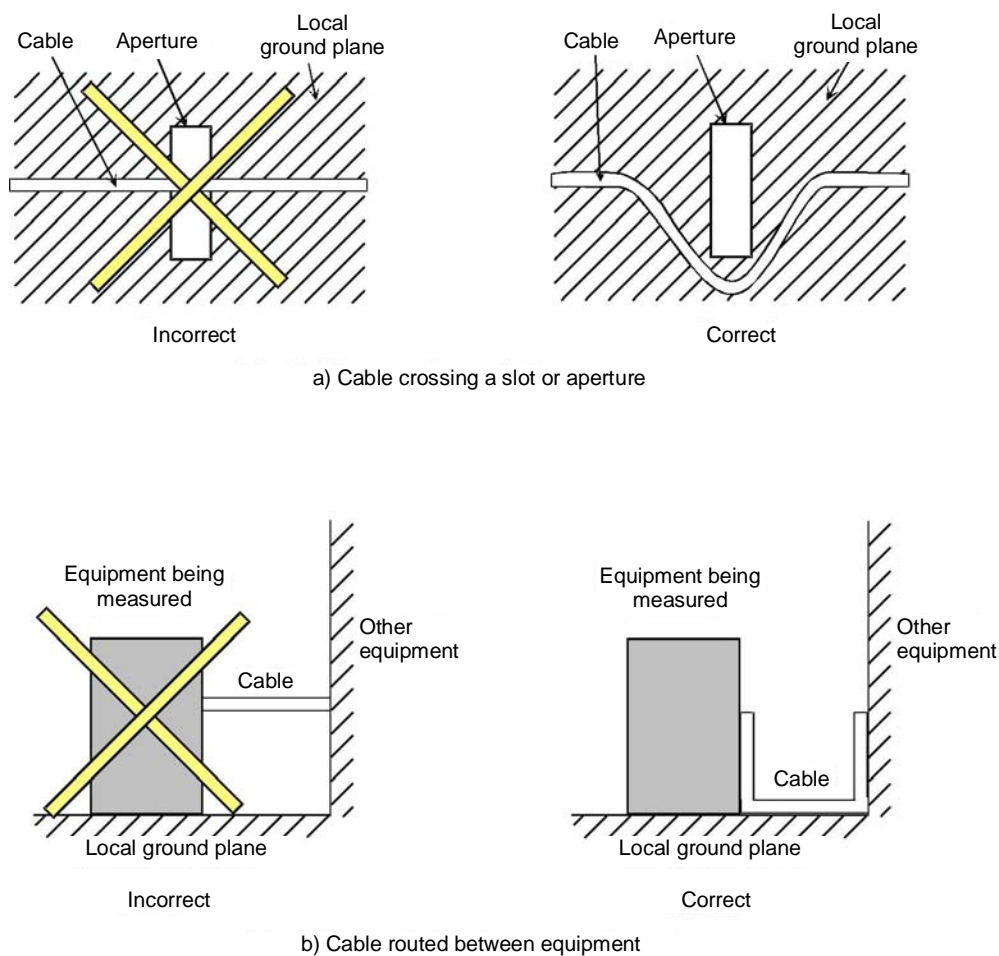 Cable
Aperture
Local
ground plane
Incorrect
Cable
Aperture
Local
ground plane
Correct
a) Cable crossing a slot or aperture
Equipment being
measured
Other
equipment
Cable
Local ground plane
Incorrect
Equipment being
measured
Other
equipment
Cable
Local ground plane
Correct
b) Cable routed between equipment